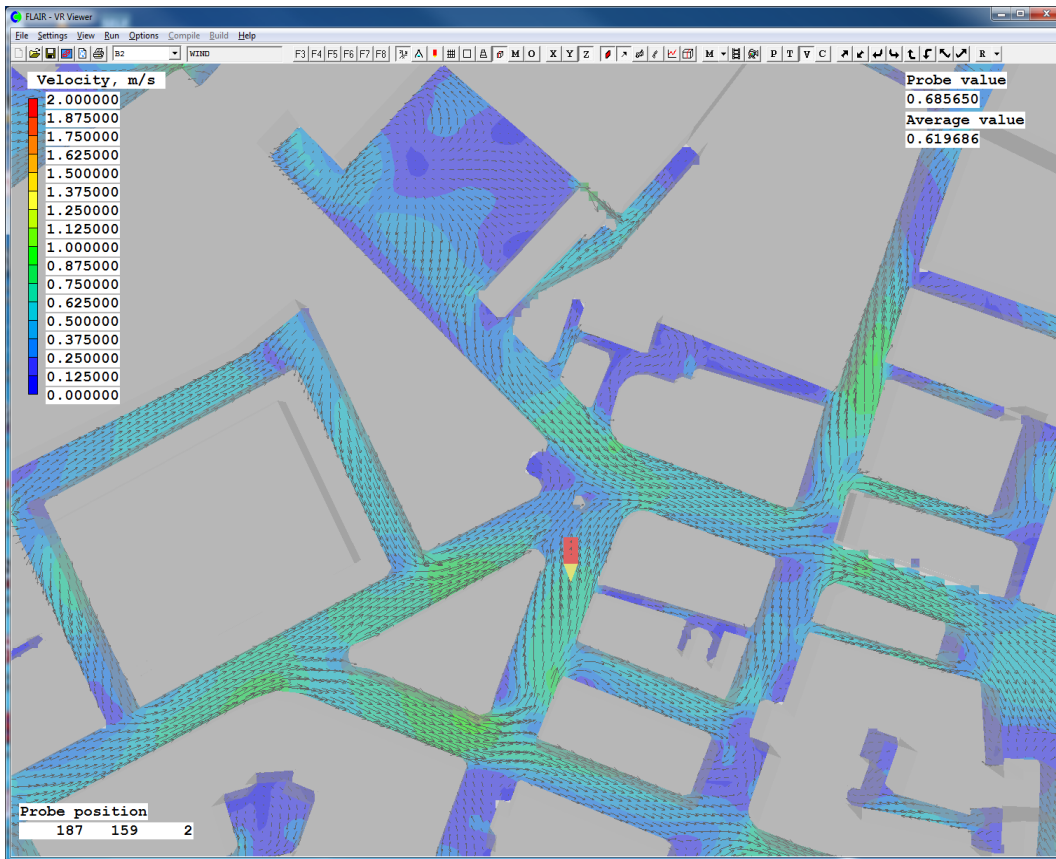 FLAIR - VR Viewer
File Settings View Run Options Compile Build Help
B2 WIND F3 F4 F5 F6 F7 F8 M O X Y Z M P T V C R
Velocity, m/s
2.000000
1.875000
1.750000
1.625000
1.500000
1.375000
1.250000
1.125000
1.000000
0.875000
0.750000
0.625000
0.500000
0.375000
0.250000
0.125000
0.000000
Probe value
0.685650
Average value
0.619686
Probe position
187 159 2